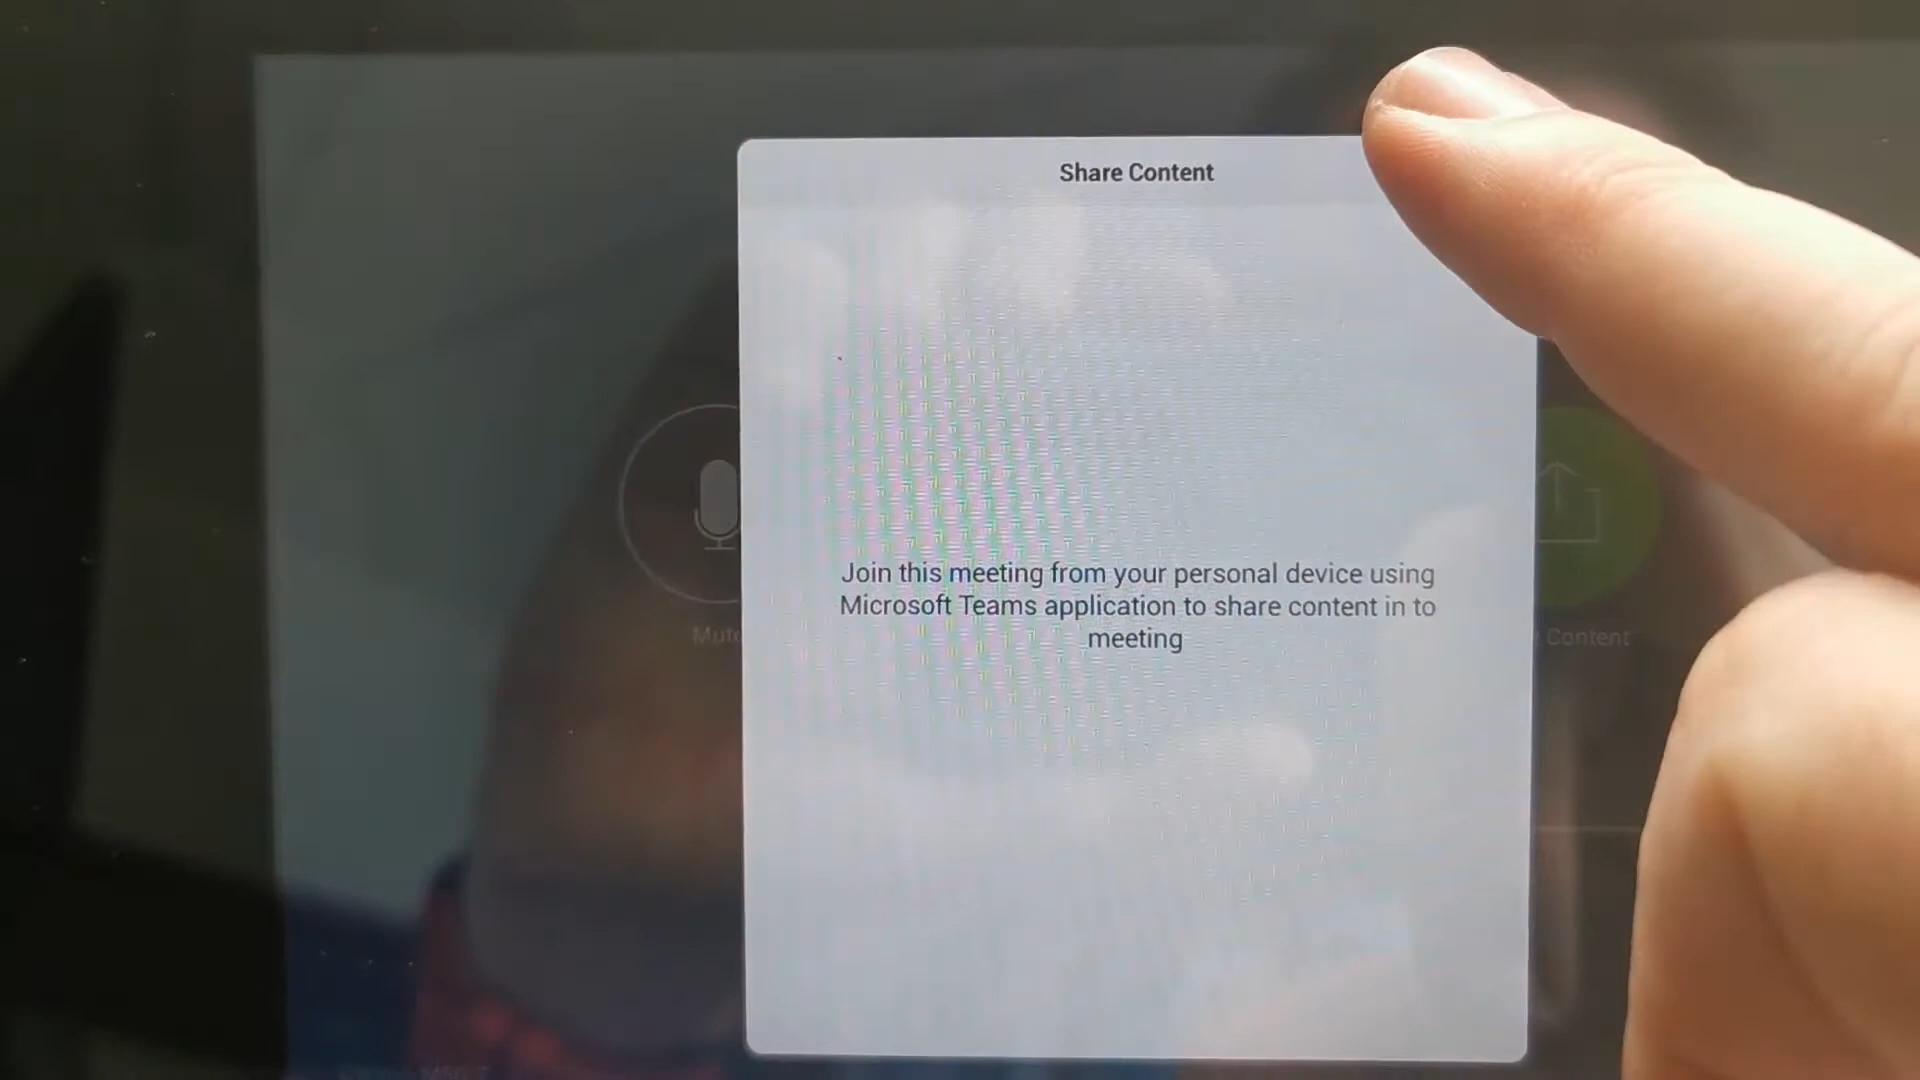 Share Content
Join this meeting from your personal device using
Microsoft Teams application to share content in to
meeting
Mute
Content